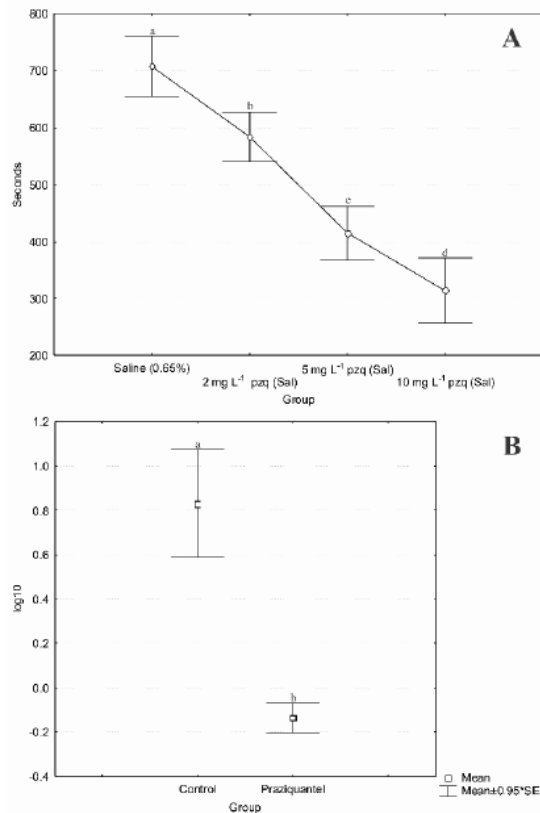 A
800
a
700
b
600
500
c
400
d
300
200
Seconds
Saline (0.65%) 5 mg L⁻¹ pzq (Sal)
2 mg L⁻¹ pzq (Sal) 10 mg L⁻¹ pzq (Sal)
Group
B
1.2
a
1.0
0.8
0.6
0.4
0.2
0.0
b
-0.2
-0.4
log10
Control Praziquantel
Group
Mean
Mean±0.95*SE